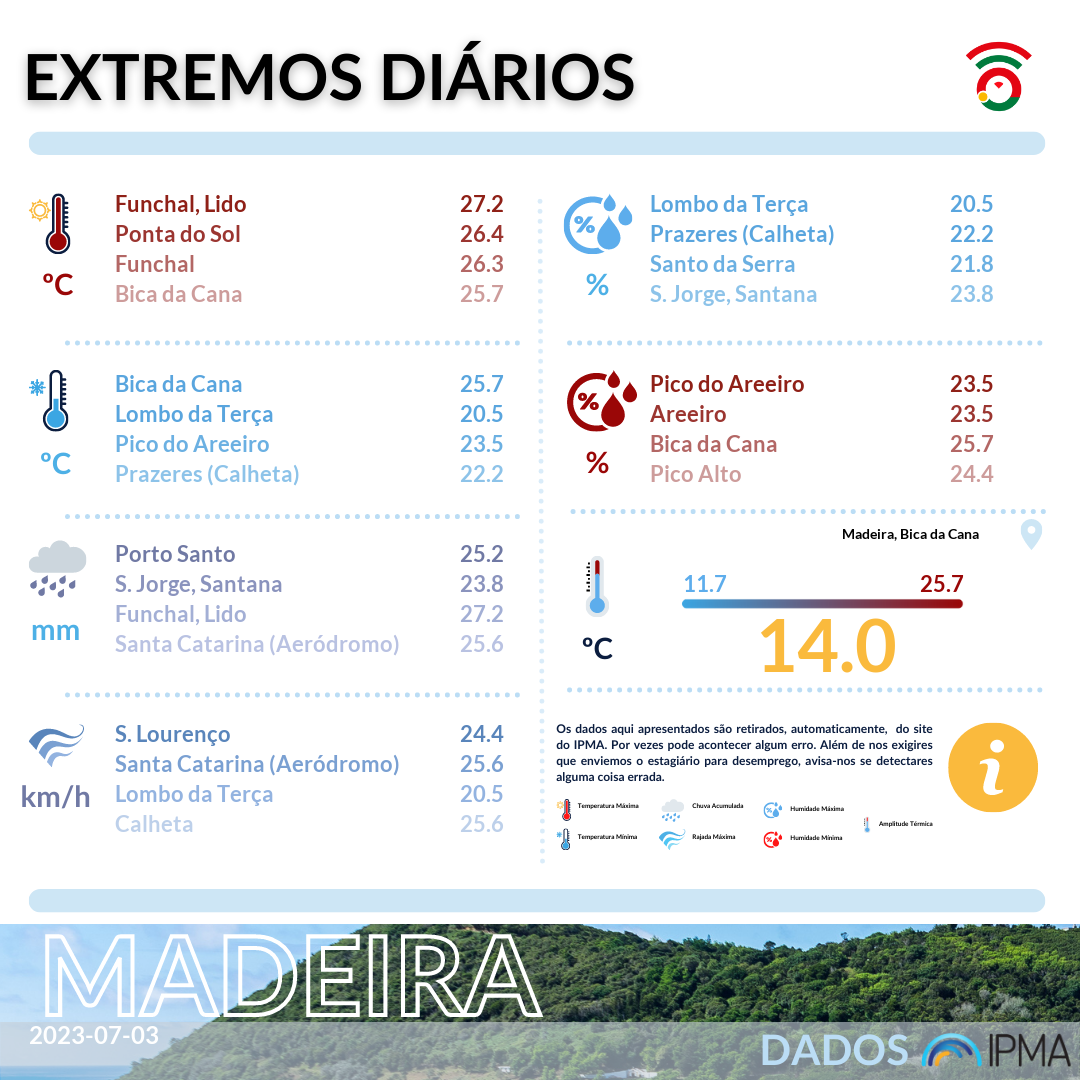 EXTREMOS DIÁRIOS
Funchal, Lido 27.2
Ponta do Sol 26.4
Funchal 26.3
Bica da Cana 25.7
ºC
Bica da Cana 25.7
Lombo da Terça 20.5
Pico do Areeiro 23.5
Prazeres (Calheta) 22.2
ºC
Porto Santo 25.2
S. Jorge, Santana 23.8
Funchal, Lido 27.2
Santa Catarina (Aeródromo) 25.6
mm
S. Lourenço 24.4
Santa Catarina (Aeródromo) 25.6
Lombo da Terça 20.5
Calheta 25.6
km/h
%
Lombo da Terça 20.5
Prazeres (Calheta) 22.2
Santo da Serra 21.8
S. Jorge, Santana 23.8
%
%
Pico do Areeiro 23.5
Areeiro 23.5
Bica da Cana 25.7
Pico Alto 24.4
%
Madeira, Bica da Cana
11.7 25.7
14.0
ºC
Os dados aqui apresentados são retirados, automaticamente, do site
do IPMA. Por vezes pode acontecer algum erro. Além de nos exigires
que enviemos o estagiário para desemprego, avisa-nos se detectares
alguma coisa errada.
i
Temperatura Máxima Chuva Acumulada Humidade Máxima
Amplitude Térmica
Temperatura Mínima Rajada Máxima Humidade Mínima
MADEIRA
2023-07-03
DADOS IPMA